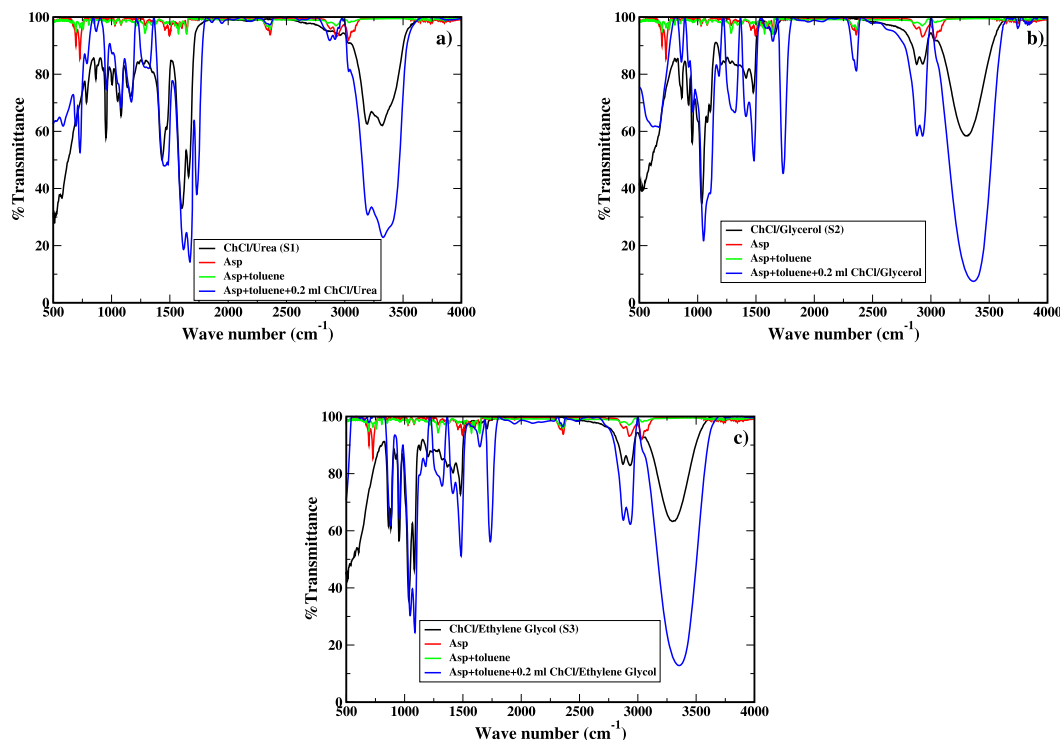 a)
%Transmittance
100
80
60
40
20
0
ChCl/Urea (S1)
Asp
Asp+toluene
Asp+toluene+0.2 ml ChCl/Urea
500 1000 1500 2000 2500 3000 3500 4000
Wave number (cm⁻¹)
b)
%Transmittance
100
80
60
40
20
0
ChCl/Glycerol (S2)
Asp
Asp+toluene
Asp+toluene+0.2 ml ChCl/Glycerol
500 1000 1500 2000 2500 3000 3500 4000
Wave number (cm⁻¹)
c)
%Transmittance
100
80
60
40
20
0
ChCl/Ethylene Glycol (S3)
Asp
Asp+toluene
Asp+toluene+0.2 ml ChCl/Ethylene Glycol
500 1000 1500 2000 2500 3000 3500 4000
Wave number (cm⁻¹)